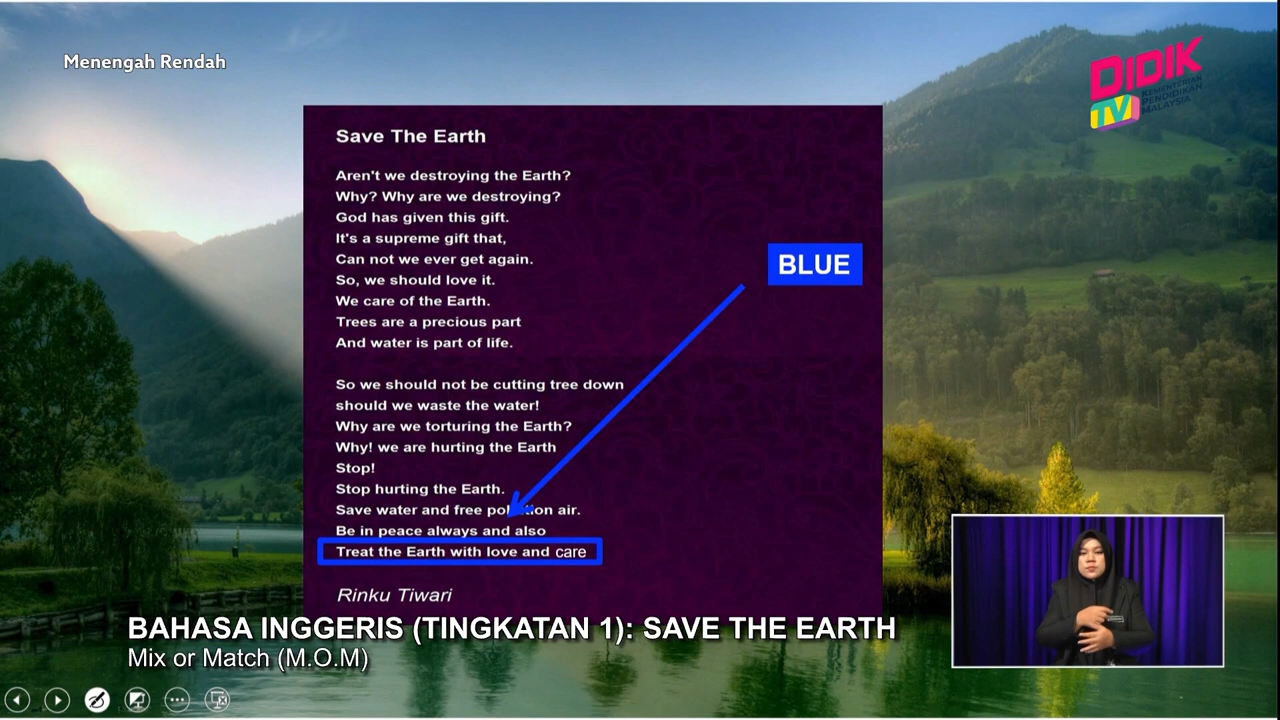 Menengah Rendah
DIDIK
TV
KEMENTERIAN
PENDIDIKAN
MALAYSIA
Save The Earth
Aren't we destroying the Earth?
Why? Why are we destroying?
God has given this gift.
It's a supreme gift that,
Can not we ever get again.
So, we should love it.
We care of the Earth.
Trees are a precious part
And water is part of life.
So we should not be cutting tree down
should we waste the water!
Why are we torturing the Earth?
Why! we are hurting the Earth
Stop!
Stop hurting the Earth.
Save water and free pollution air.
Be in peace always and also
Treat the Earth with love and care
Rinku Tiwari
BLUE
BAHASA INGGERIS (TINGKATAN 1): SAVE THE EARTH
Mix or Match (M.O.M)